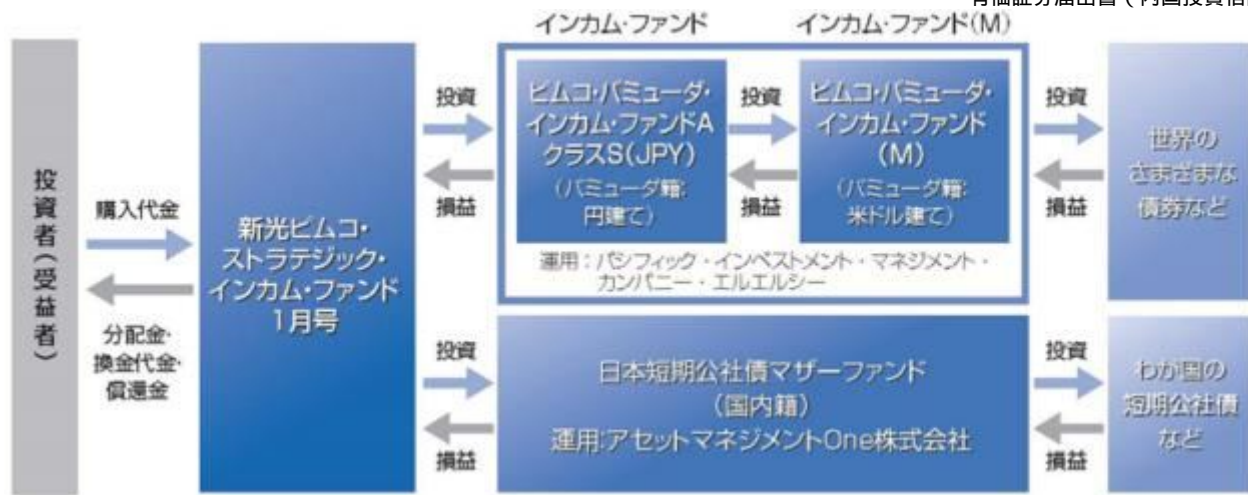 インカム・ファンド
インカム・ファンド(M)
投資者(受益者)
購入代金
分配金・
換金代金・
償還金
新光ピムコ・
ストラテジック・
インカム・ファンド
1月号
投資
損益
ピムコ・バミューダ・
インカム・ファンドA
クラスS(JPY)
(バミューダ籍:
円建て)
投資
損益
ピムコ・バミューダ・
インカム・ファンド
(M)
(バミューダ籍:
米ドル建て)
運用:パシフィック・インベストメント・マネジメント・
カンパニー・エルエルシー
投資
損益
世界の
さまざまな
債券など
投資
損益
日本短期公社債マザーファンド
(国内籍)
運用:アセットマネジメントOne株式会社
投資
損益
わが国の
短期公社債
など